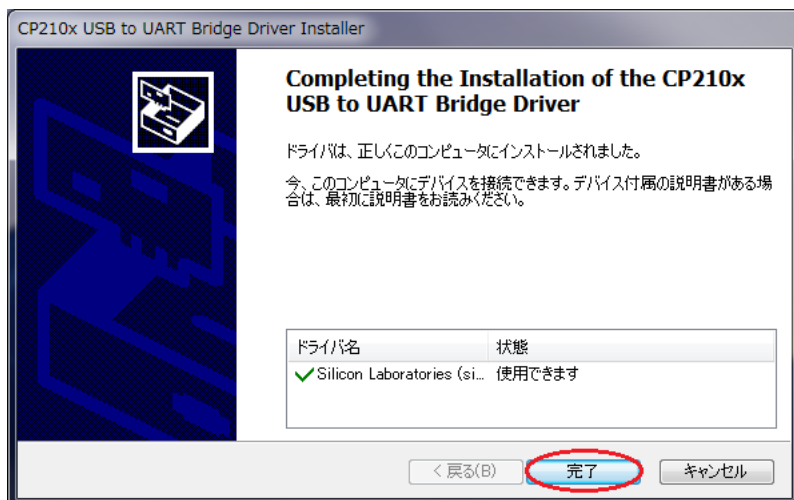 CP210x USB to UART Bridge Driver Installer
Completing the Installation of the CP210x
USB to UART Bridge Driver
ドライバは、正しくこのコンピュータにインストールされました。
今、このコンピュータにデバイスを接続できます。デバイス付属の説明書がある場
合は、最初に説明書をお読みください。
ドライバ名 状態
Silicon Laboratories (si... 使用できます
< 戻る(B) 完了 キャンセル